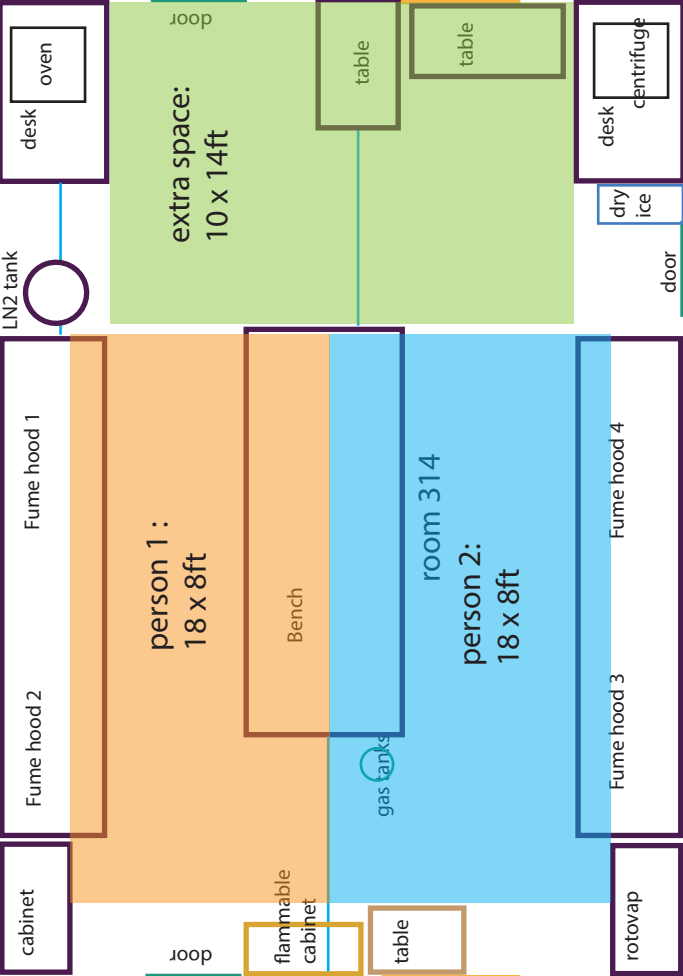 door
oven
desk
table
table
centrifuge
desk
extra space:
10 x 14ft
dry
ice
LN2 tank
door
Fume hood 1
Fume hood 4
room 314
person 1 :
18 x 8ft
person 2:
18 x 8ft
Bench
Fume hood 2
Fume hood 3
gas tanks
cabinet
flammable
cabinet
table
rotovap
door